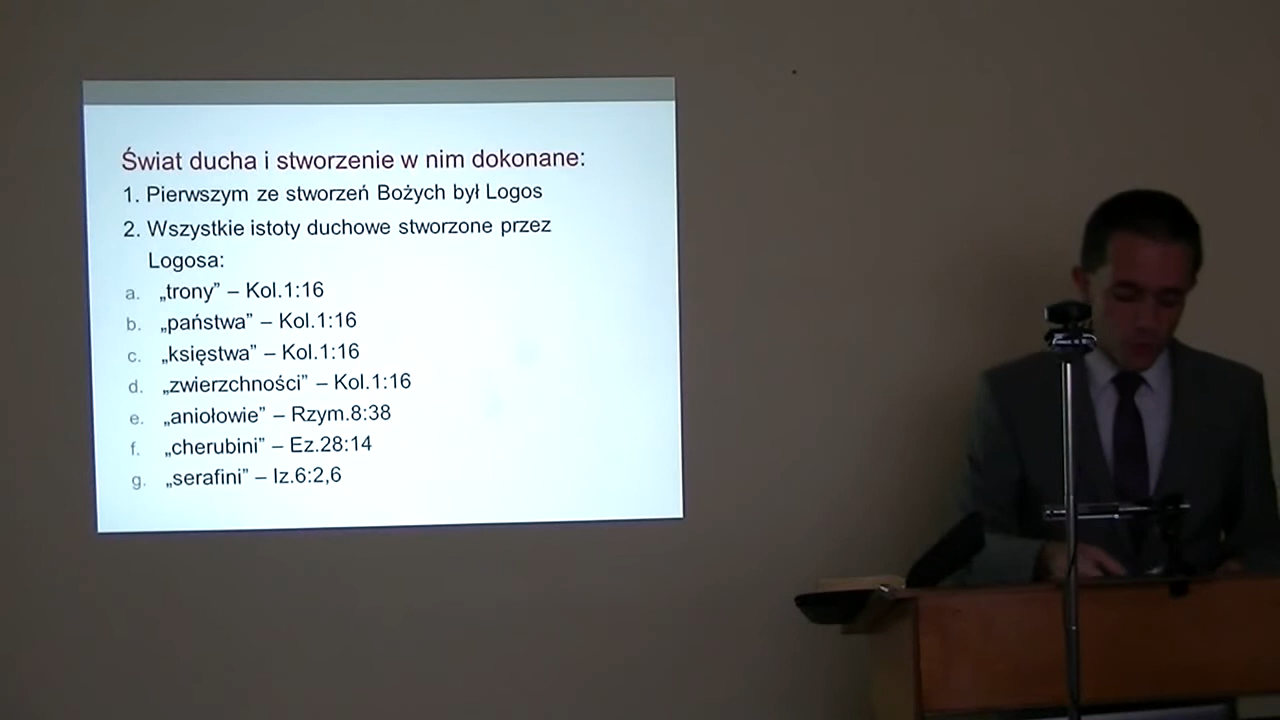 Świat ducha i stworzenie w nim dokonane:
1. Pierwszym ze stworzeń Bożych był Logos
2. Wszystkie istoty duchowe stworzone przez
Logosa:
a. „trony” – Kol.1:16
b. „państwa” – Kol.1:16
c. „księstwa” – Kol.1:16
d. „zwierzchności” – Kol.1:16
e. „aniołowie” – Rzym.8:38
f. „cherubini” – Ez.28:14
g. „serafini” – Iz.6:2,6